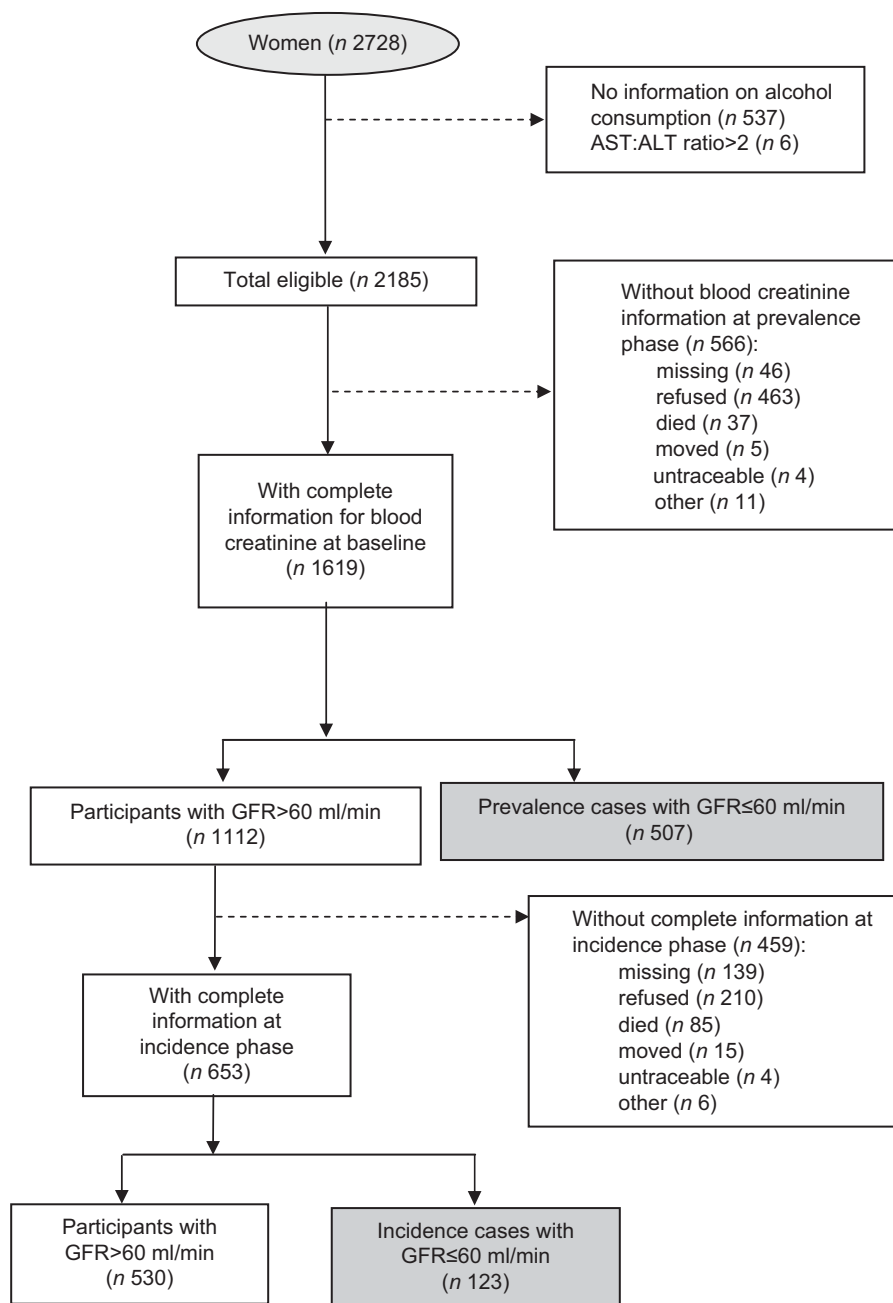 Women (n 2728)
No information on alcohol
consumption (n 537)
AST:ALT ratio>2 (n 6)
Total eligible (n 2185)
Without blood creatinine
information at prevalence
phase (n 566):
missing (n 46)
refused (n 463)
died (n 37)
moved (n 5)
untraceable (n 4)
other (n 11)
With complete
information for blood
creatinine at baseline
(n 1619)
Participants with GFR>60 ml/min
(n 1112)
Prevalence cases with GFR≤60 ml/min
(n 507)
Without complete information at
incidence phase (n 459):
missing (n 139)
refused (n 210)
died (n 85)
moved (n 15)
untraceable (n 4)
other (n 6)
With complete
information at
incidence phase
(n 653)
Participants with
GFR>60 ml/min
(n 530)
Incidence cases with
GFR≤60 ml/min
(n 123)